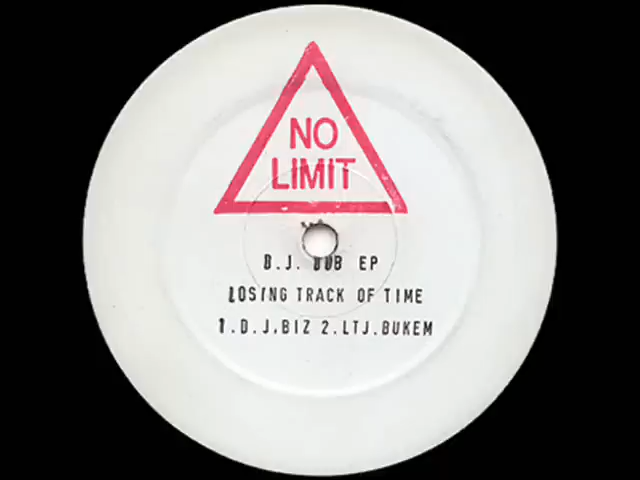 NO
LIMIT
D.J. DUB EP
LOSING TRACK OF TIME
1.D.J.BIZ 2.LTJ.BUKEM